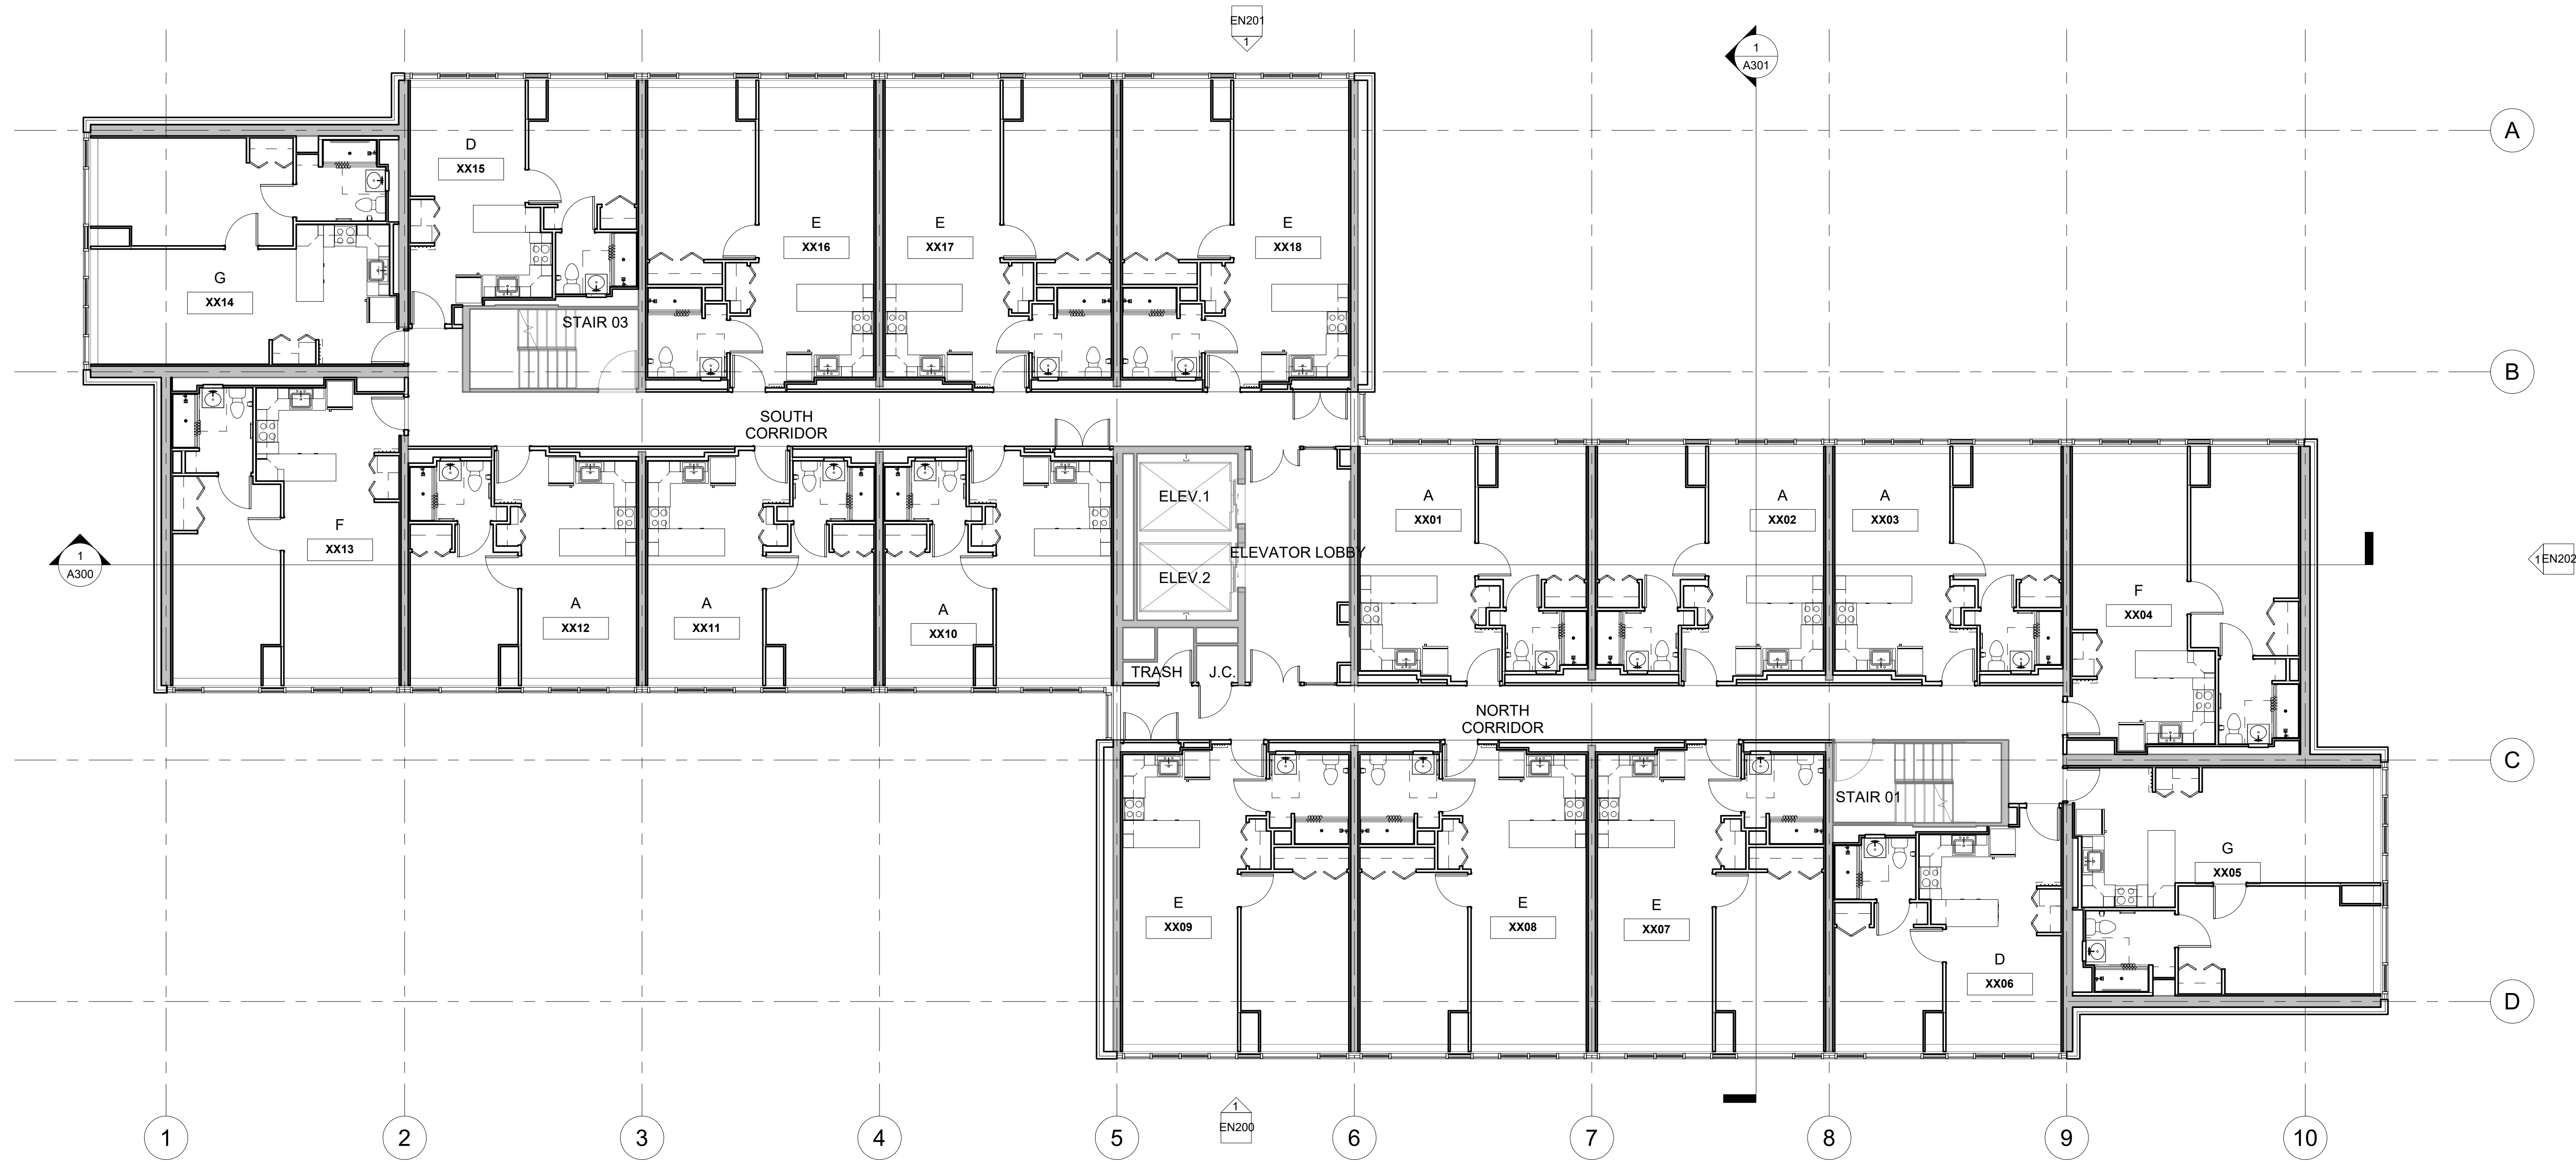 EN201
1
1
A301
A
D
XX15
G
XX14
STAIR 03
E
XX16
E
XX17
E
XX18
B
SOUTH
CORRIDOR
F
XX13
1
A300
A
XX12
A
XX11
A
XX10
ELEV.1
ELEV.2
ELEVATOR LOBBY
TRASH
J.C.
A
XX01
A
XX02
A
XX03
F
XX04
1
EN202
NORTH
CORRIDOR
C
STAIR 01
E
XX09
E
XX08
E
XX07
D
XX06
G
XX05
D
1
EN200
1
2
3
4
5
6
7
8
9
10